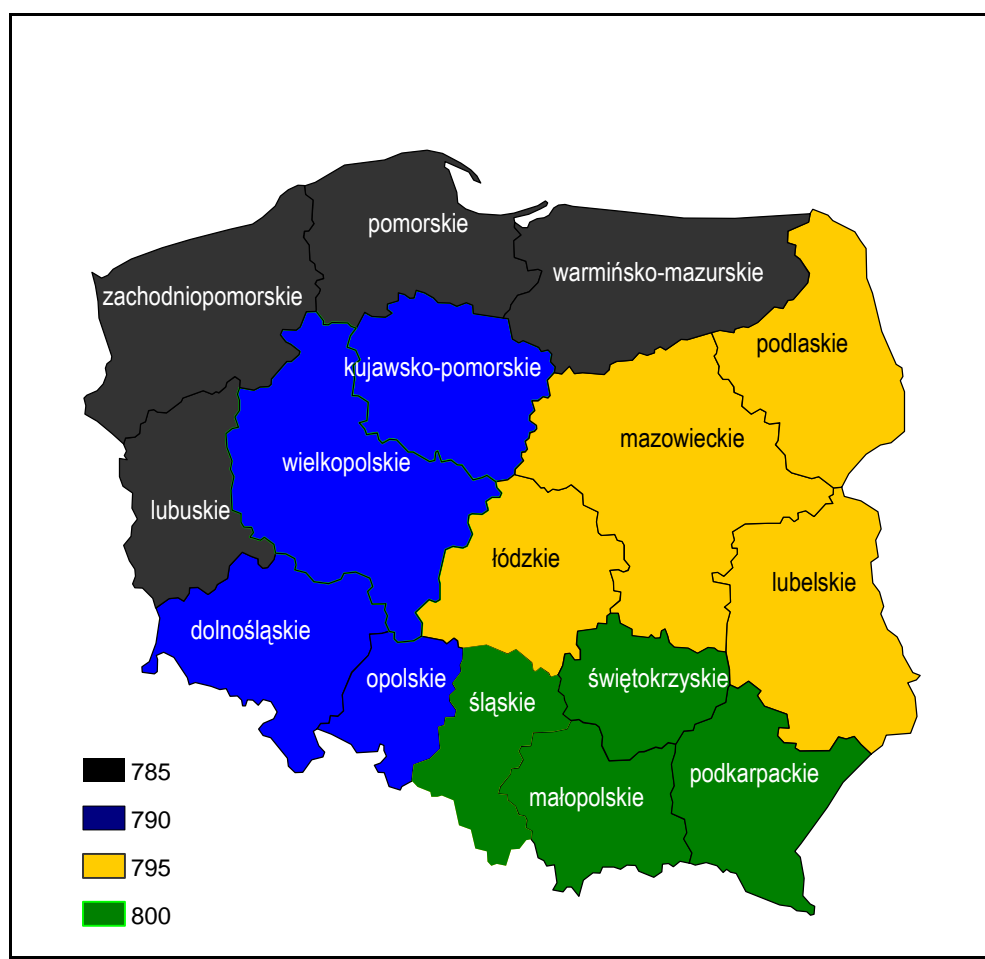 pomorskie
warmińsko-mazurskie
zachodniopomorskie
podlaskie
kujawsko-pomorskie
mazowieckie
wielkopolskie
lubuskie
łódzkie
lubelskie
dolnośląskie
opolskie
świętokrzyskie
śląskie
podkarpackie
małopolskie
785
790
795
800